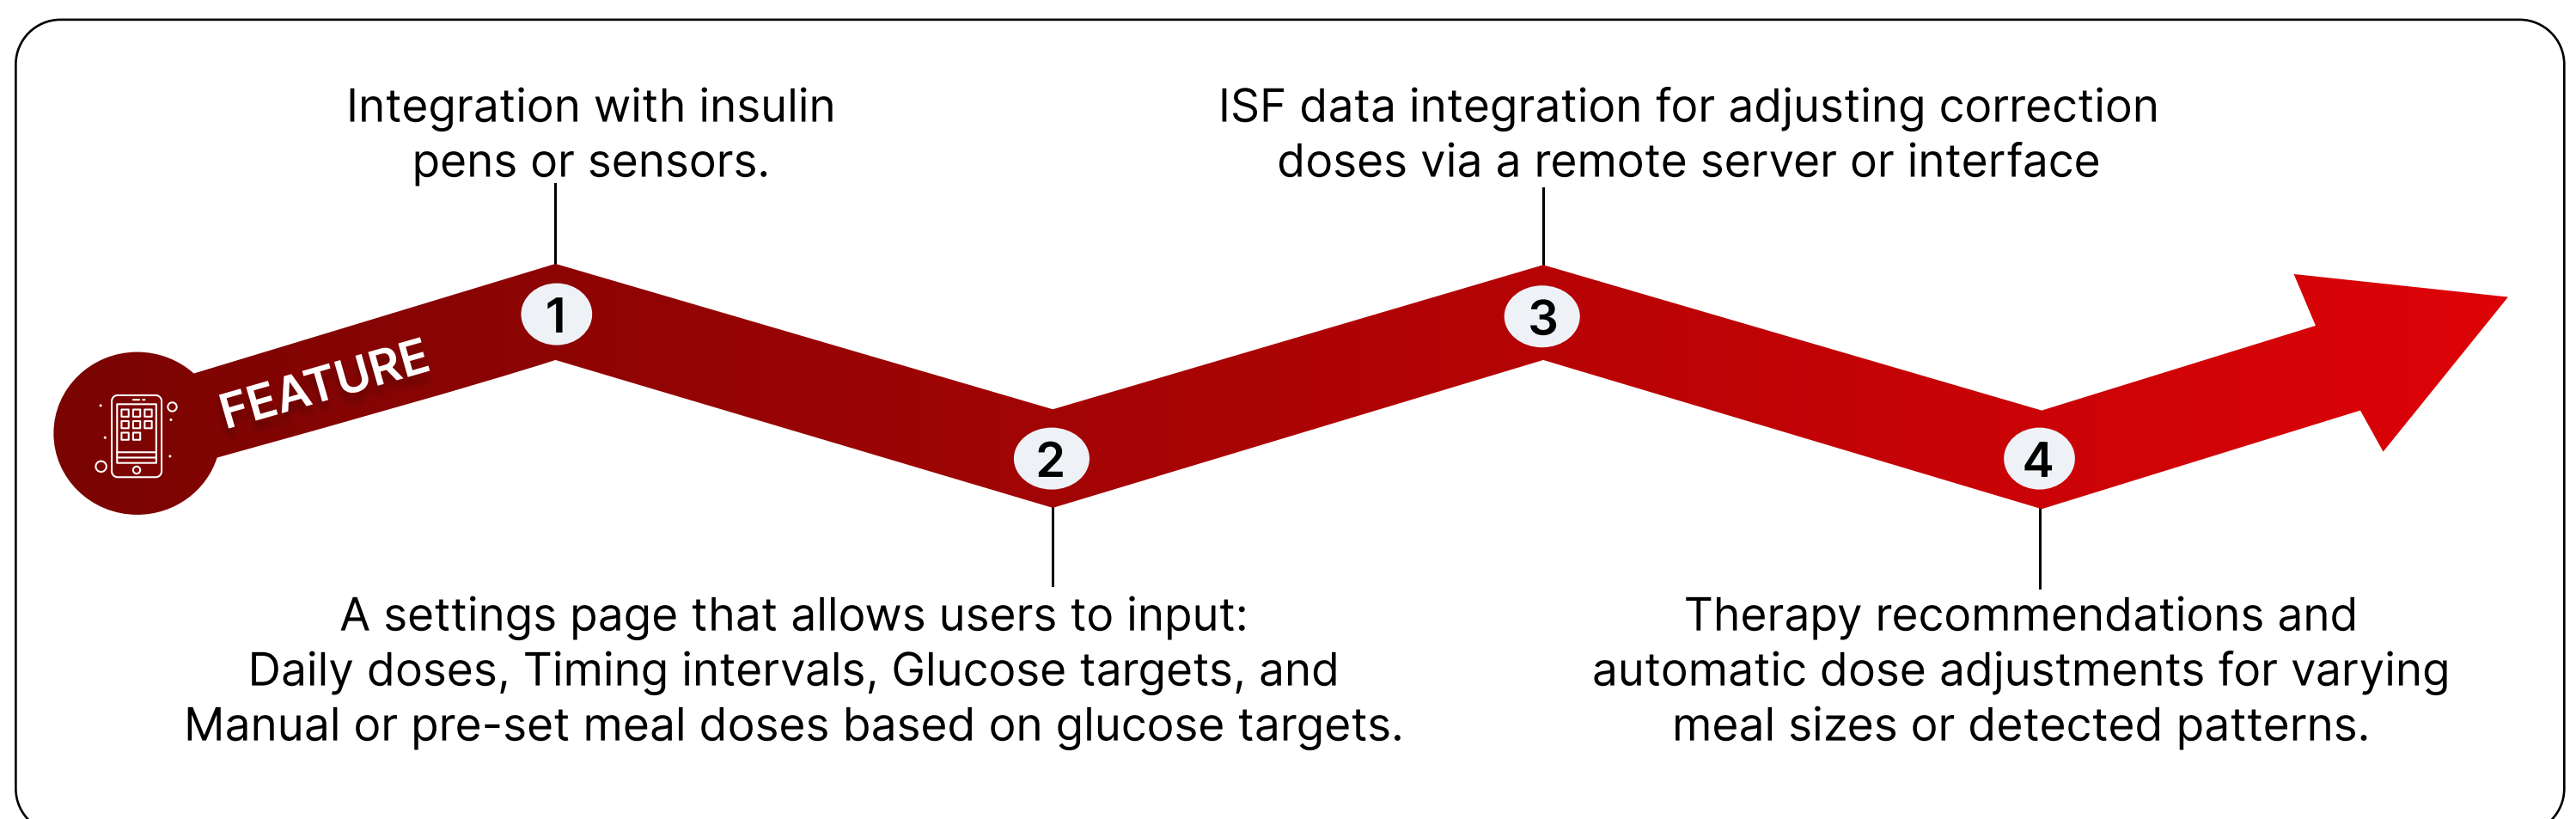 Integration with insulin
pens or sensors.
ISF data integration for adjusting correction
doses via a remote server or interface
FEATURE
1
2
3
4
A settings page that allows users to input:
Daily doses, Timing intervals, Glucose targets, and
Manual or pre-set meal doses based on glucose targets.
Therapy recommendations and
automatic dose adjustments for varying
meal sizes or detected patterns.